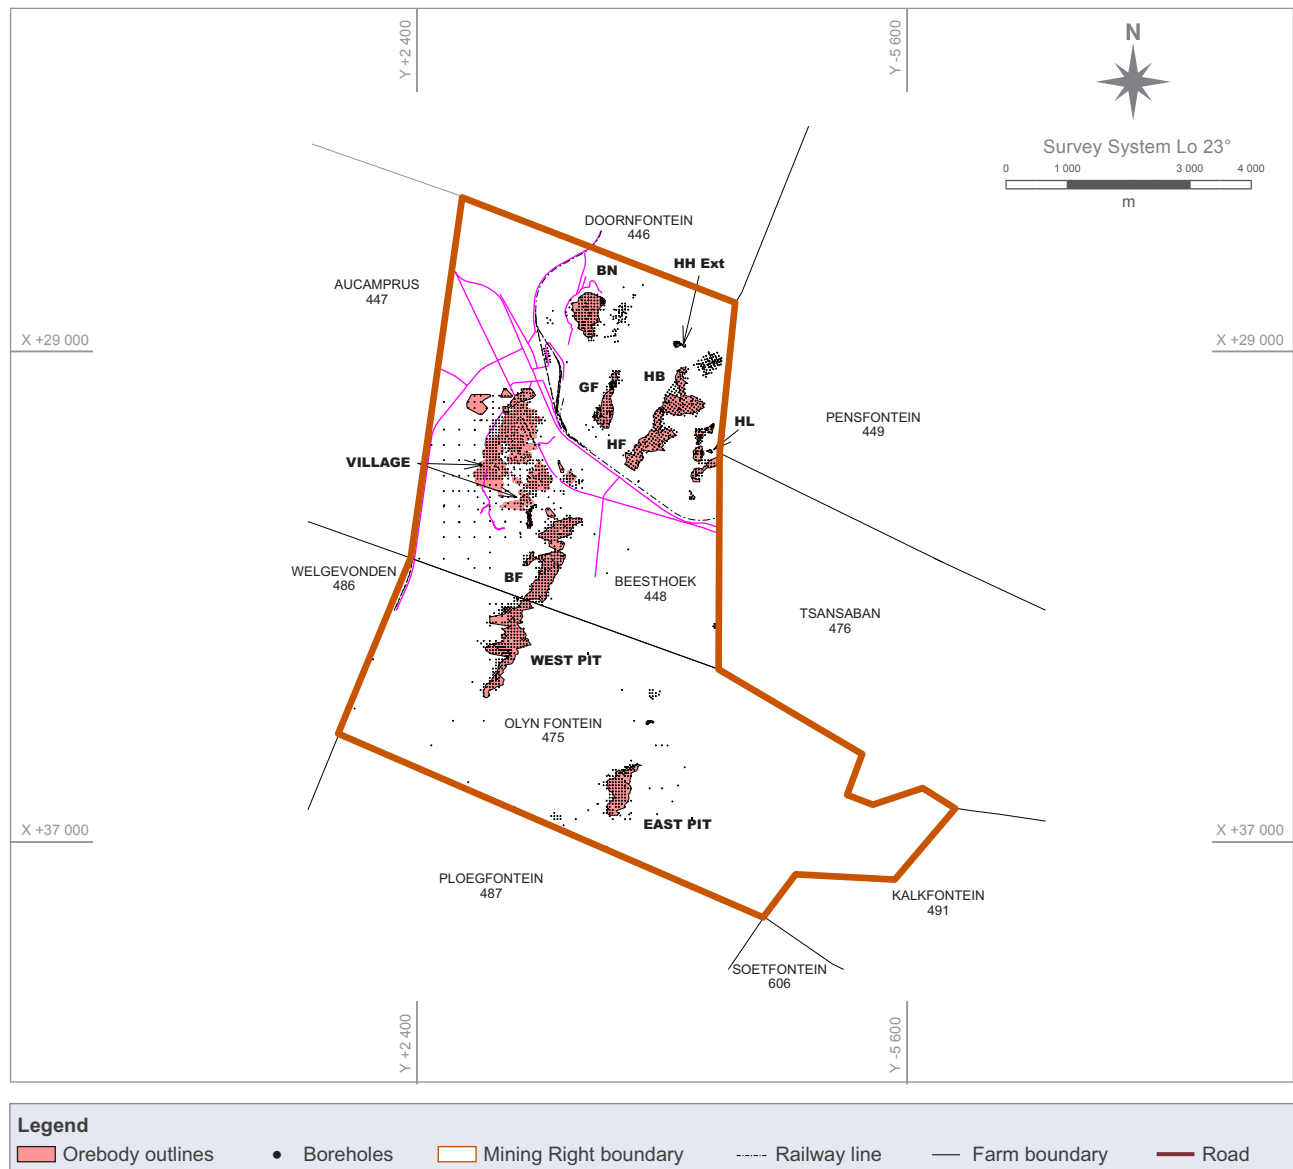 Y +2 400
Y -5 600
N
Survey System Lo 23°
0 1 000 3 000 4 000
m
DOORNFONTEIN
446
BN
HH Ext
AUCAMPRUS
447
X +29 000
X +29 000
GF
HB
PENSFONTEIN
449
HL
HF
VILLAGE
WELGEVONDEN
486
BF
BEESTHOEK
448
TSANSABAN
476
WEST PIT
OLYN FONTEIN
475
EAST PIT
X +37 000
X +37 000
PLOEGFONTEIN
487
KALKFONTEIN
491
SOETFONTEIN
606
Y +2 400
Y -5 600
Legend
Orebody outlines Boreholes Mining Right boundary Railway line Farm boundary Road